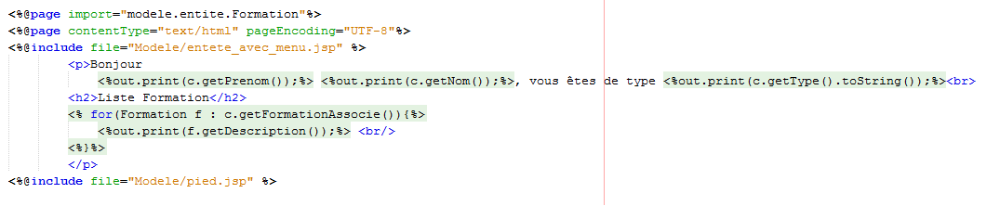 <%@page import="modele.entite.Formation"%>
<%@page contentType="text/html" pageEncoding="UTF-8"%>
<%@include file="Modele/entete_avec_menu.jsp" %>
<p>Bonjour
<%out.print(c.getPrenom());%> <%out.print(c.getNom());%>, vous êtes de type <%out.print(c.getType().toString());%><br>
<h2>Liste Formation</h2>
<% for(Formation f : c.getFormationAssocie()){%>
<%out.print(f.getDescription());%> <br/>
<%}%>
</p>
<%@include file="Modele/pied.jsp" %>